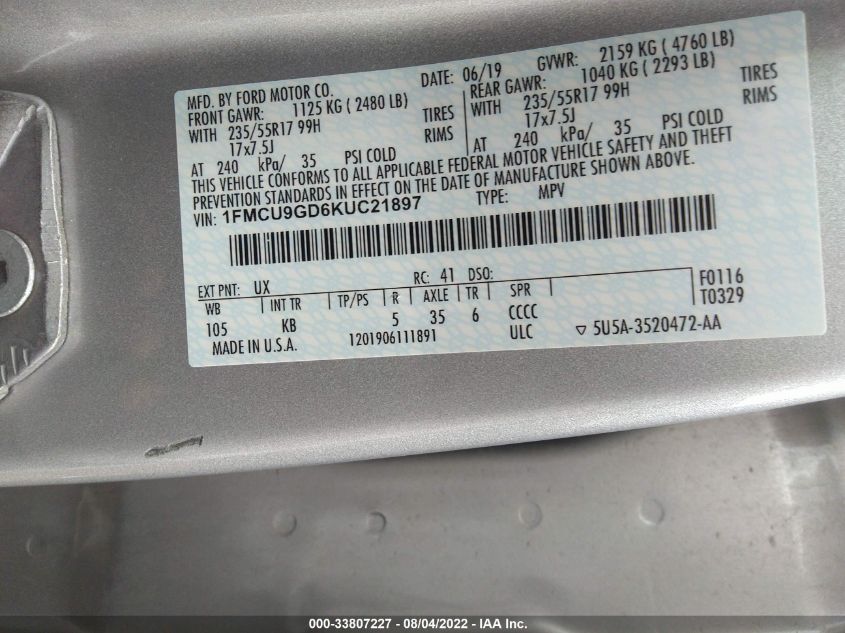 MFD. BY FORD MOTOR CO. DATE: 06/19 GVWR: 2159 KG ( 4760 LB)
FRONT GAWR: 1125 KG ( 2480 LB) REAR GAWR: 1040 KG ( 2293 LB)
WITH 235/55R17 99H TIRES WITH 235/55R17 99H TIRES
17x7.5J RIMS 17x7.5J RIMS
AT 240 kPa/ 35 PSI COLD AT 240 kPa/ 35 PSI COLD
THIS VEHICLE CONFORMS TO ALL APPLICABLE FEDERAL MOTOR VEHICLE SAFETY AND THEFT
PREVENTION STANDARDS IN EFFECT ON THE DATE OF MANUFACTURE SHOWN ABOVE.
VIN: 1FMCU9GD6KUC21897 TYPE: MPV
EXT PNT: UX RC: 41 DSO: F0116
WB INT TR TP/PS R AXLE TR SPR T0329
105 KB 5 35 6 CCCC
MADE IN U.S.A. 1201906111891 ULC ▽ 5U5A-3520472-AA
000-33807227 - 08/04/2022 - IAA Inc.